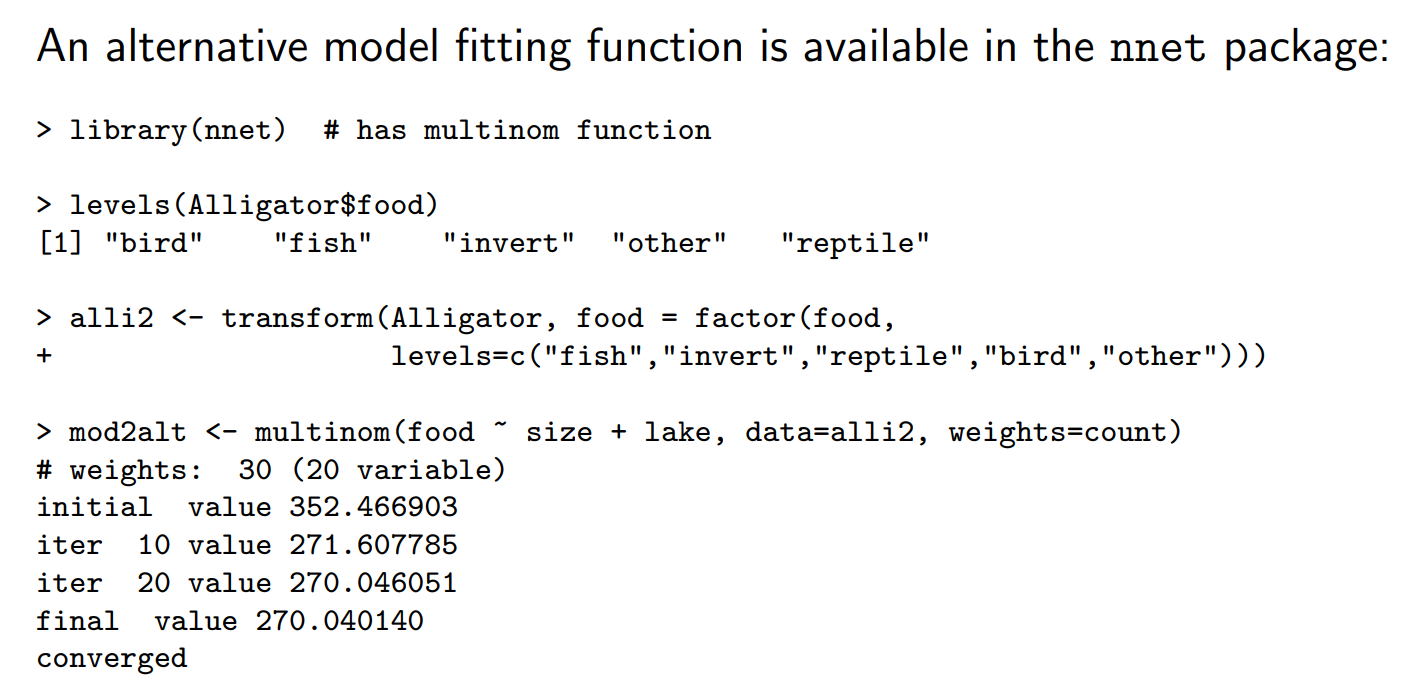 An alternative model fitting function is available in the nnet package:
> library(nnet)  # has multinom function
> levels(Alligator$food)
[1] "bird"    "fish"    "invert"  "other"   "reptile"
> alli2 <- transform(Alligator, food = factor(food,
+                     levels=c("fish","invert","reptile","bird","other")))
> mod2alt <- multinom(food ~ size + lake, data=alli2, weights=count)
# weights:  30 (20 variable)
initial  value 352.466903
iter  10 value 271.607785
iter  20 value 270.046051
final  value 270.040140
converged